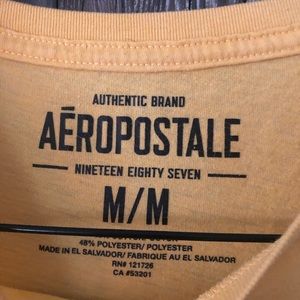 AUTHENTIC BRAND
AÉROPOSTALE
NINETEEN EIGHTY SEVEN
M/M
48% POLYESTER/ POLYESTER
MADE IN EL SALVADOR/ FABRIQUE AU EL SALVADOR
RN# 121726
CA #53201